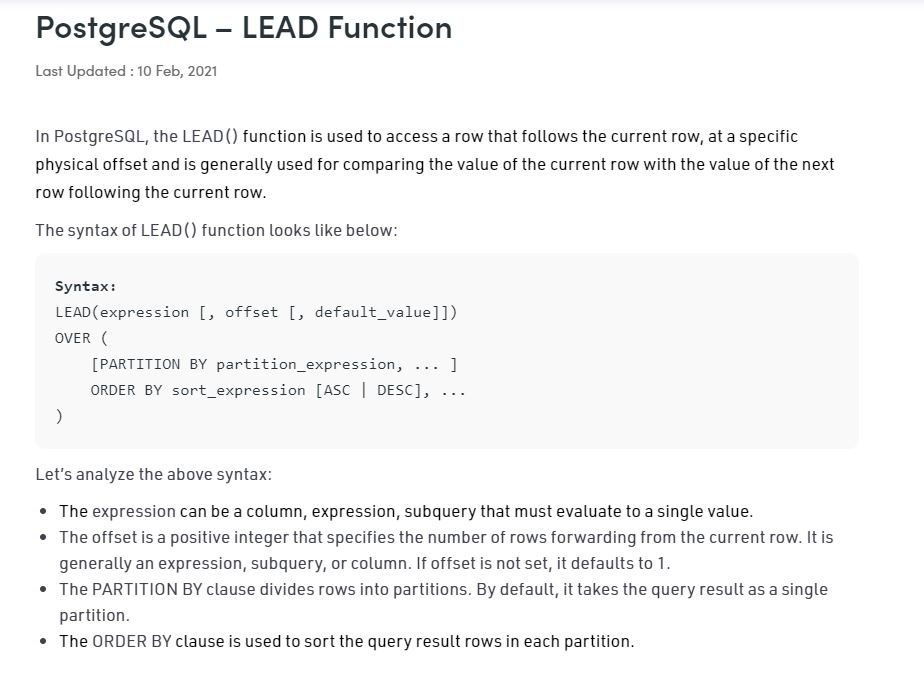 PostgreSQL – LEAD Function
Last Updated : 10 Feb, 2021
In PostgreSQL, the LEAD() function is used to access a row that follows the current row, at a specific
physical offset and is generally used for comparing the value of the current row with the value of the next
row following the current row.
The syntax of LEAD() function looks like below:
Syntax:
LEAD(expression [, offset [, default_value]])
OVER (
    [PARTITION BY partition_expression, ... ]
    ORDER BY sort_expression [ASC | DESC], ...
)
Let’s analyze the above syntax:
• The expression can be a column, expression, subquery that must evaluate to a single value.
• The offset is a positive integer that specifies the number of rows forwarding from the current row. It is
generally an expression, subquery, or column. If offset is not set, it defaults to 1.
• The PARTITION BY clause divides rows into partitions. By default, it takes the query result as a single
partition.
• The ORDER BY clause is used to sort the query result rows in each partition.